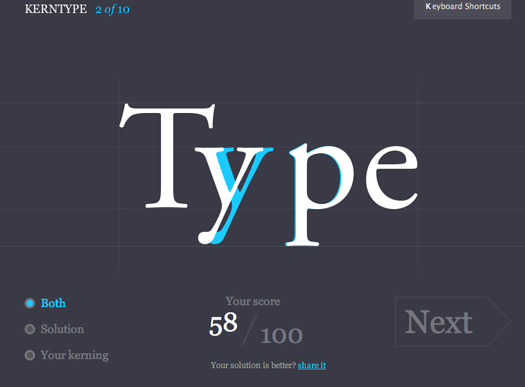 KERNTYPE 2 of 10
Keyboard Shortcuts
Type
Both
Solution
Your kerning
Your score
58/100
Your solution is better? share it
Next